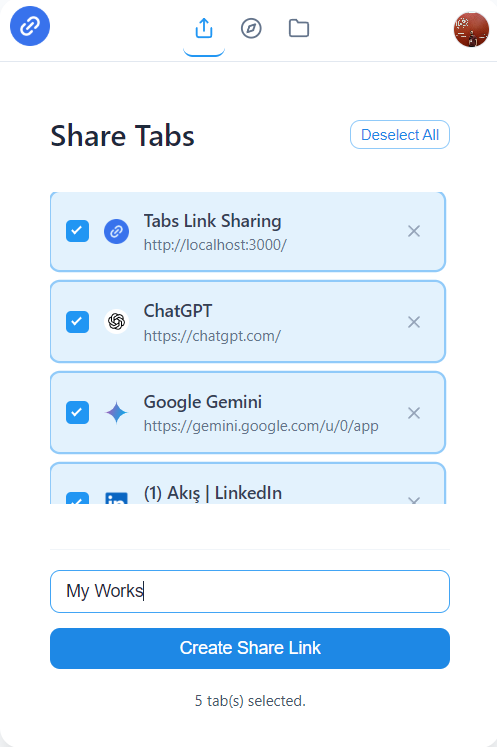 Share Tabs
Deselect All
Tabs Link Sharing
http://localhost:3000/
ChatGPT
https://chatgpt.com/
Google Gemini
https://gemini.google.com/u/0/app
(1) Akış | LinkedIn
in
My Works
Create Share Link
5 tab(s) selected.